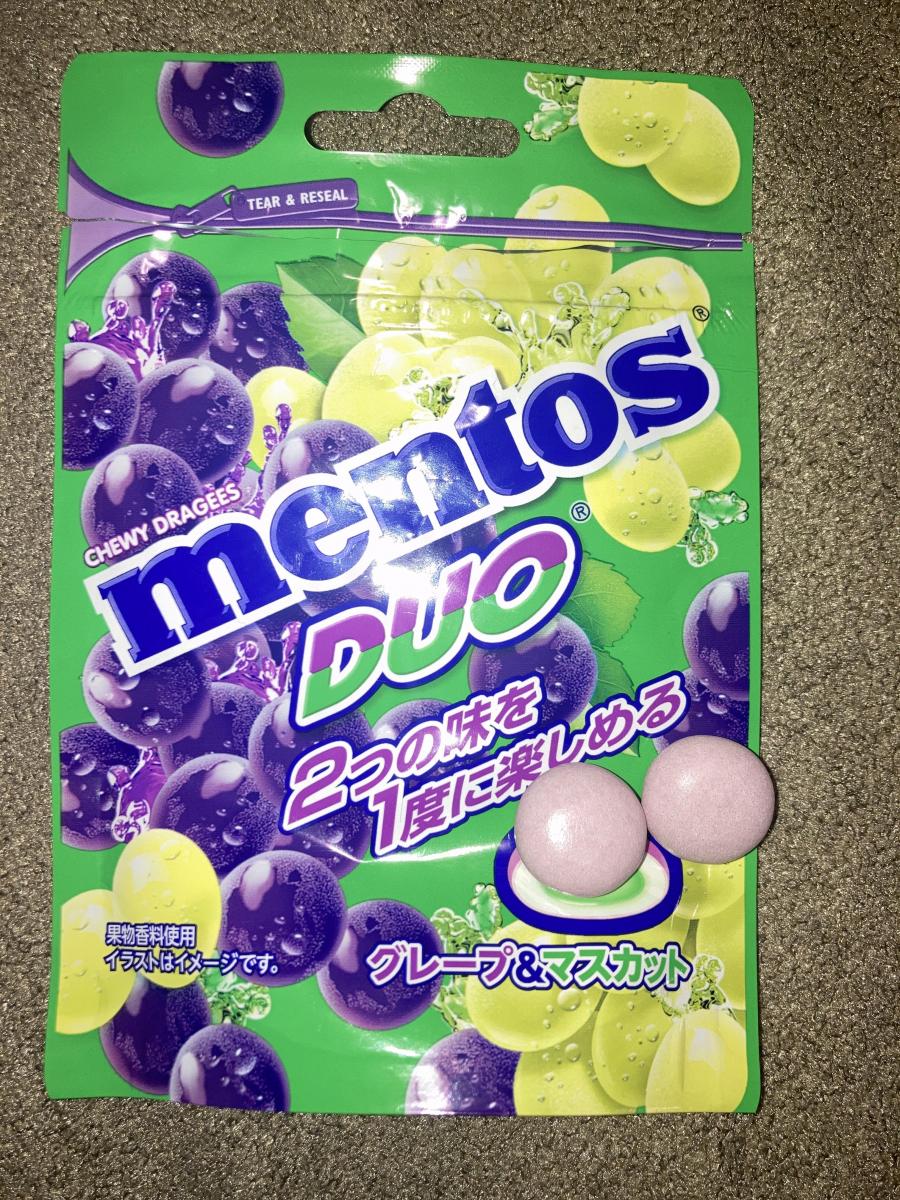 TEAR & RESEAL
CHEWY DRAGEES
mentos®
DUO®
2つの味を
1度に楽しめる
果物香料使用
イラストはイメージです。
グレープ&マスカット